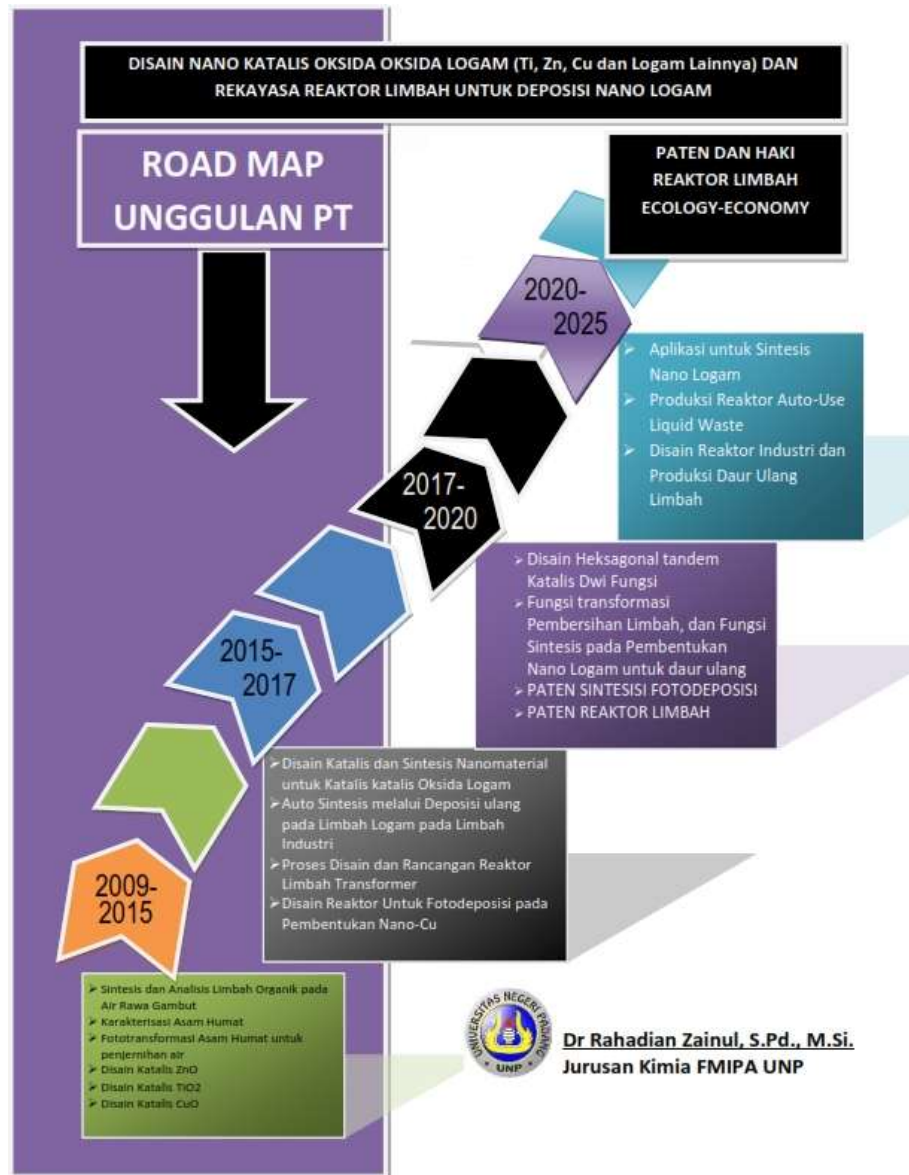 DISAIN NANO KATALIS OKSIDA OKSIDA LOGAM (Ti, Zn, Cu dan Logam Lainnya) DAN
REKAYASA REAKTOR LIMBAH UNTUK DEPOSISI NANO LOGAM
ROAD MAP
UNGGULAN PT
PATEN DAN HAKI
REAKTOR LIMBAH
ECOLOGY-ECONOMY
2020-
2025
➢ Aplikasi untuk Sintesis
Nano Logam
➢ Produksi Reaktor Auto-Use
Liquid Waste
➢ Disain Reaktor Industri dan
Produksi Daur Ulang
Limbah
2017-
2020
➢ Disain Heksagonal tandem
Katalis Dwi Fungsi
➢ Fungsi transformasi
Pembersihan Limbah, dan Fungsi
Sintesis pada Pembentukan
Nano Logam untuk daur ulang
➢ PATEN SINTESISI FOTODEPOSISI
➢ PATEN REAKTOR LIMBAH
2015-
2017
➢ Disain Katalis dan Sintesis Nanomaterial
untuk Katalis katalis Oksida Logam
➢ Auto Sintesis melalui Deposisi ulang
pada Limbah Logam pada Limbah
Industri
➢ Proses Disain dan Rancangan Reaktor
Limbah Transformer
➢ Disain Reaktor Untuk Fotodeposisi pada
Pembentukan Nano-Cu
2009-
2015
➢ Sintesis dan Analisis Limbah Organik pada
Air Rawa Gambut
➢ Karakterisasi Asam Humat
➢ Fototransformasi Asam Humat untuk
penjernihan air
➢ Disain Katalis ZnO
➢ Disain Katalis TiO2
➢ Disain Katalis CuO
UNIVERSITAS NEGERI PADANG
UNP
Dr Rahadian Zainul, S.Pd., M.Si.
Jurusan Kimia FMIPA UNP